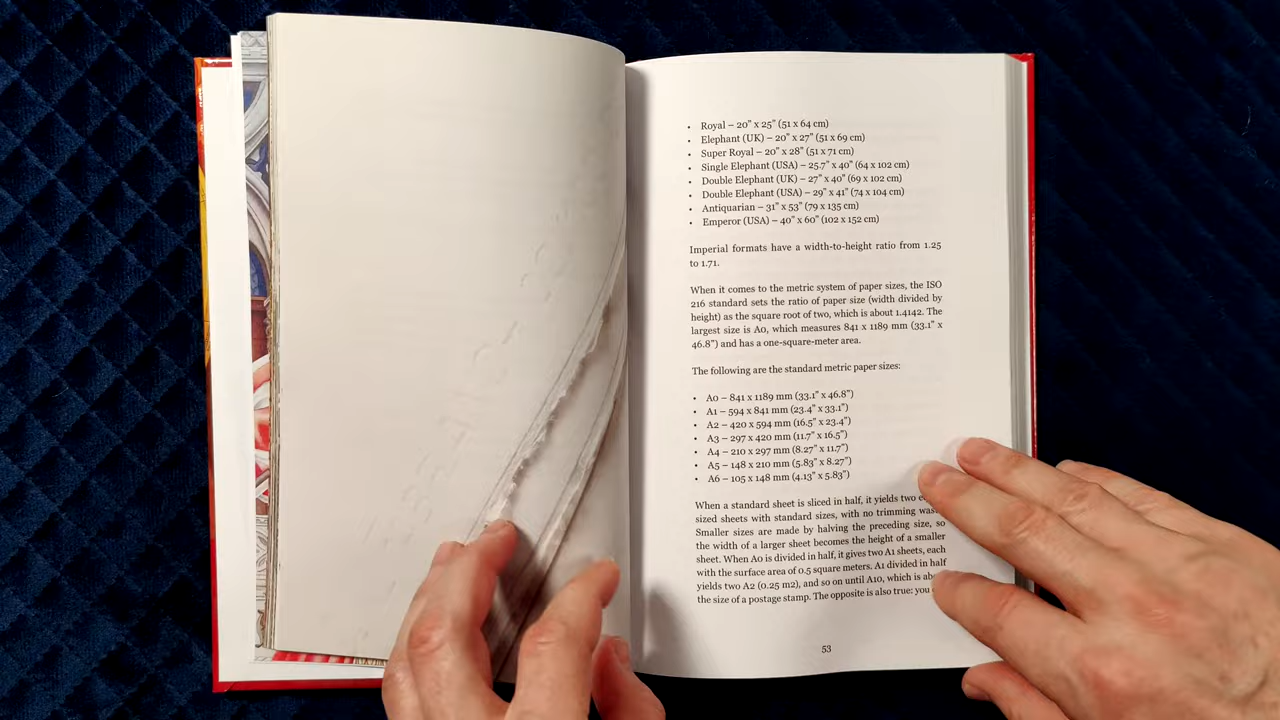 • Royal – 20” x 25” (51 x 64 cm)
• Elephant (UK) – 20” x 27” (51 x 69 cm)
• Super Royal – 20” x 28” (51 x 71 cm)
• Single Elephant (USA) – 25.7” x 40” (64 x 102 cm)
• Double Elephant (UK) – 27” x 40” (69 x 102 cm)
• Double Elephant (USA) – 29” x 41” (74 x 104 cm)
• Antiquarian – 31” x 53” (79 x 135 cm)
• Emperor (USA) – 40” x 60” (102 x 152 cm)
Imperial formats have a width-to-height ratio from 1.25
to 1.71.
When it comes to the metric system of paper sizes, the ISO
216 standard sets the ratio of paper size (width divided by
height) as the square root of two, which is about 1.4142. The
largest size is A0, which measures 841 x 1189 mm (33.1” x
46.8”) and has a one-square-meter area.
The following are the standard metric paper sizes:
• A0 – 841 x 1189 mm (33.1” x 46.8”)
• A1 – 594 x 841 mm (23.4” x 33.1”)
• A2 – 420 x 594 mm (16.5” x 23.4”)
• A3 – 297 x 420 mm (11.7” x 16.5”)
• A4 – 210 x 297 mm (8.27” x 11.7”)
• A5 – 148 x 210 mm (5.83” x 8.27”)
• A6 – 105 x 148 mm (4.13” x 5.83”)
When a standard sheet is sliced in half, it yields two
sized sheets with standard sizes, with no trimming
Smaller sizes are made by halving the preceding size, so
the width of a larger sheet becomes the height of a smaller
sheet. When A0 is divided in half, it gives two A1 sheets, each
with the surface area of 0.5 square meters. A1 divided in half
yields two A2 (0.25 m2), and so on until A10, which is
the size of a postage stamp. The opposite is also true: you
53